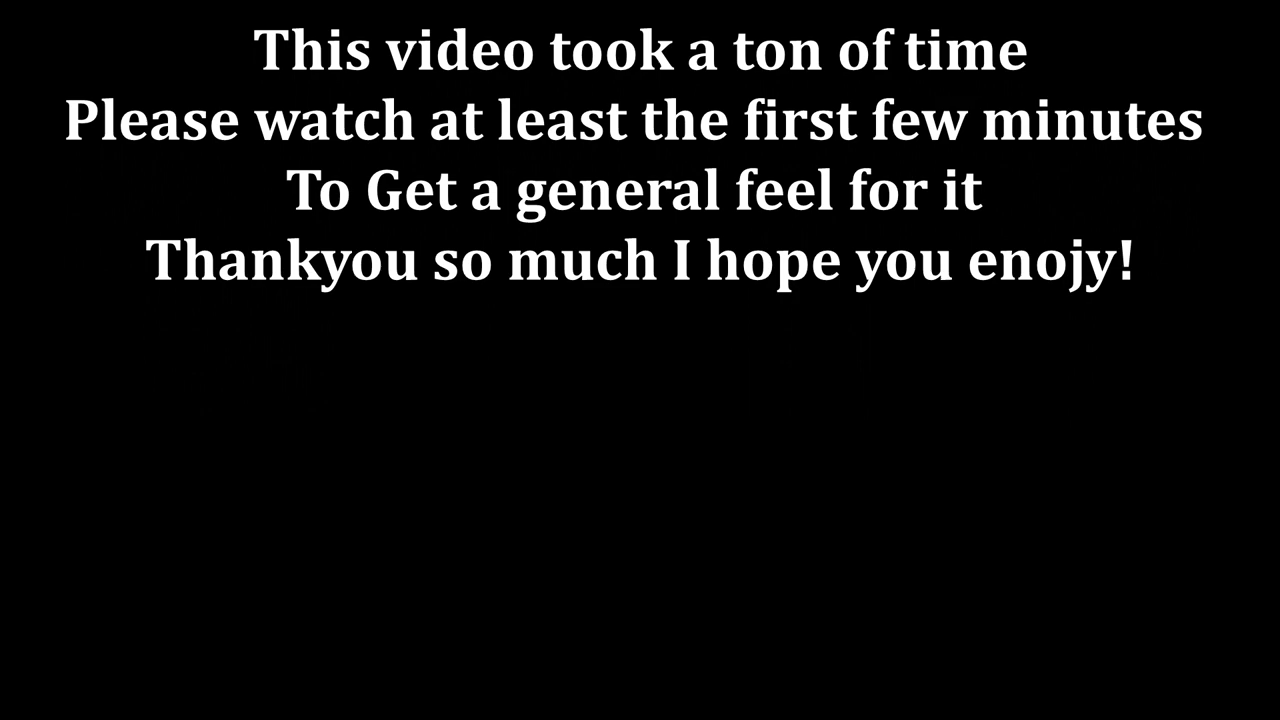 This video took a ton of time
Please watch at least the first few minutes
To Get a general feel for it
Thankyou so much I hope you enojy!